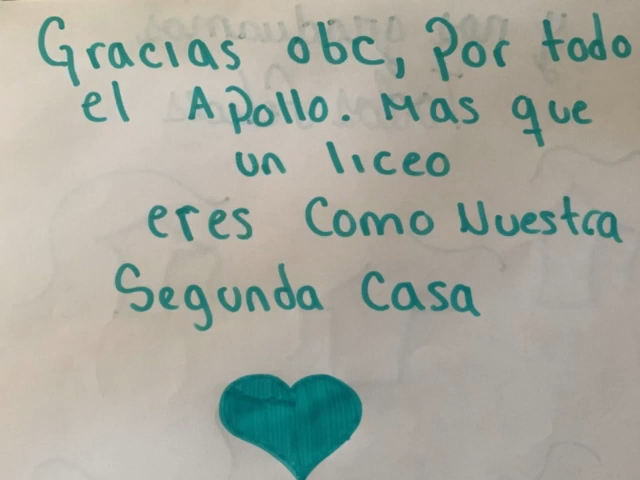 Gracias obc, Por todo
el Apollo. Mas que
un liceo
eres Como Nuestra
Segunda Casa